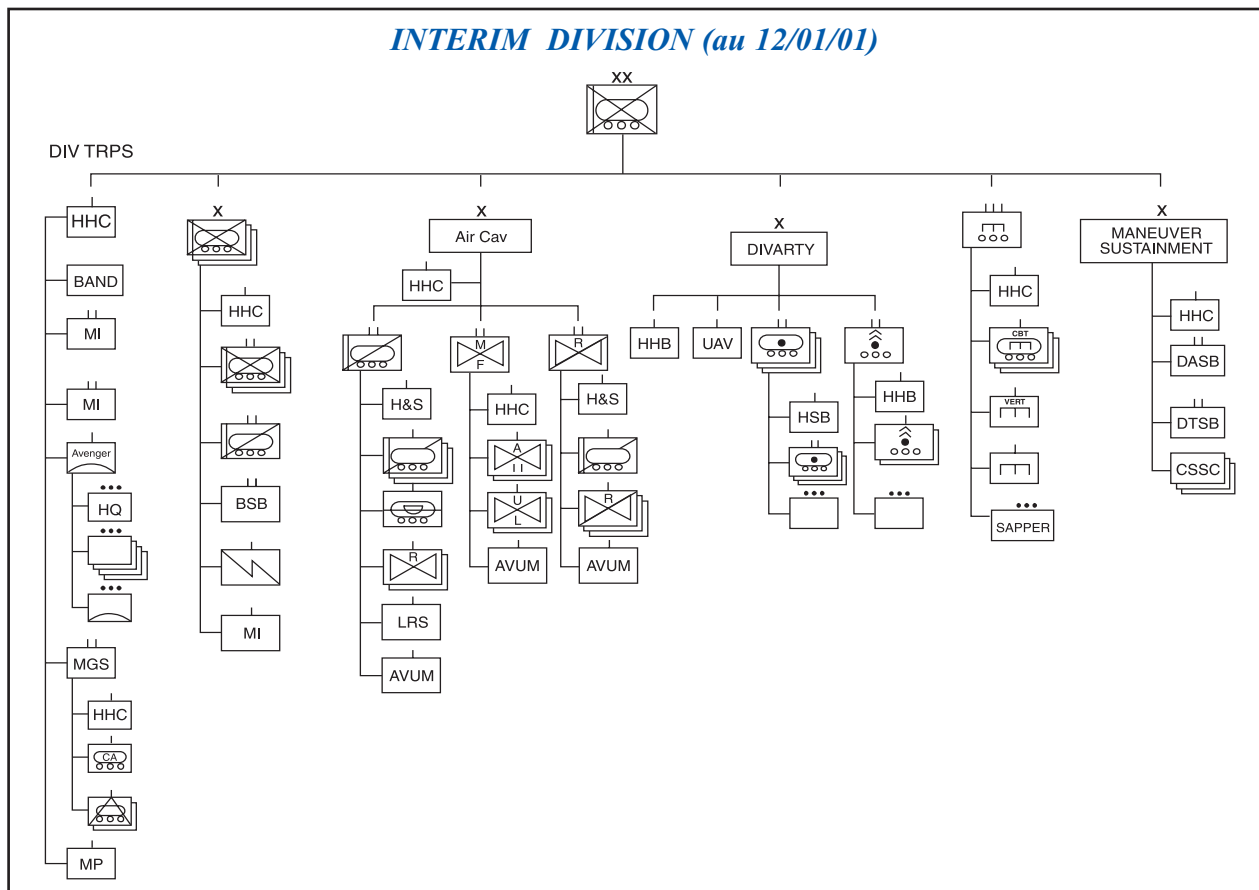 INTERIM DIVISION (au 12/01/01)
XX
DIV TRPS
HHC
BAND
MI
MI
Avenger
HQ
MGS
HHC
CA
MP
X
HHC
BSB
MI
X
Air Cav
HHC
H&S
R
LRS
AVUM
M
F
HHC
A
U
L
AVUM
R
H&S
R
AVUM
X
DIVARTY
HHB
UAV
HSB
HHB
HHC
CBT
VERT
SAPPER
X
MANEUVER
SUSTAINMENT
HHC
DASB
DTSB
CSSC